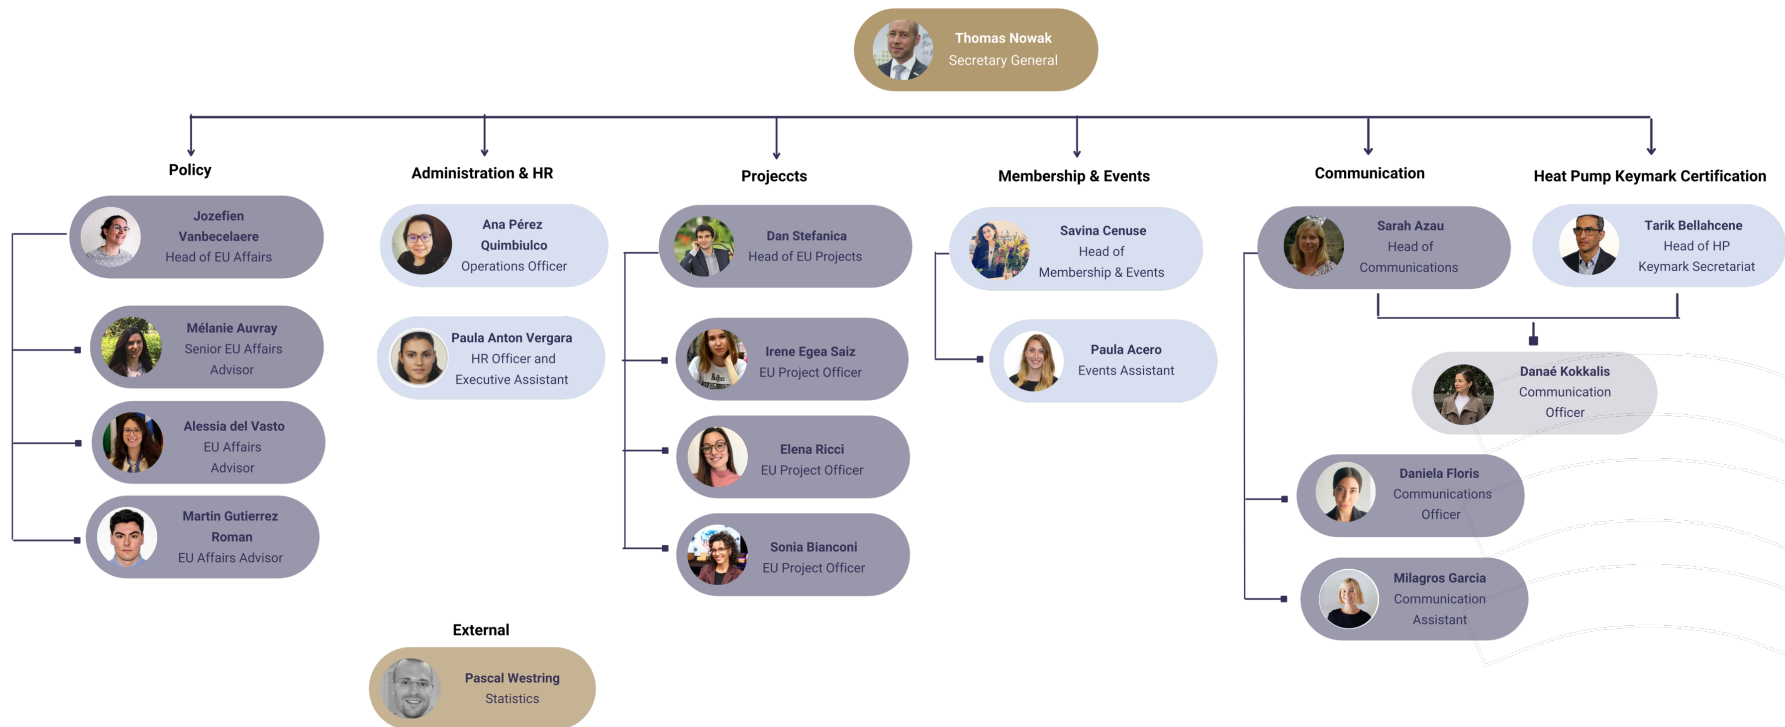 Thomas Nowak
Secretary General
Policy
Jozefien
Vanbecelaere
Head of EU Affairs
Mélanie Auvray
Senior EU Affairs
Advisor
Alessia del Vasto
EU Affairs
Advisor
Martin Gutierrez
Roman
EU Affairs Advisor
Administration & HR
Ana Pérez
Quimbiulco
Operations Officer
Paula Anton Vergara
HR Officer and
Executive Assistant
Projeccts
Dan Stefanica
Head of EU Projects
Irene Egea Saiz
EU Project Officer
Elena Ricci
EU Project Officer
Sonia Bianconi
EU Project Officer
Membership & Events
Savina Cenuse
Head of
Membership & Events
Paula Acero
Events Assistant
Communication
Sarah Azau
Head of
Communications
Heat Pump Keymark Certification
Tarik Bellahcene
Head of HP
Keymark Secretariat
Danaé Kokkalis
Communication
Officer
Daniela Floris
Communications
Officer
Milagros Garcia
Communication
Assistant
External
Pascal Westring
Statistics